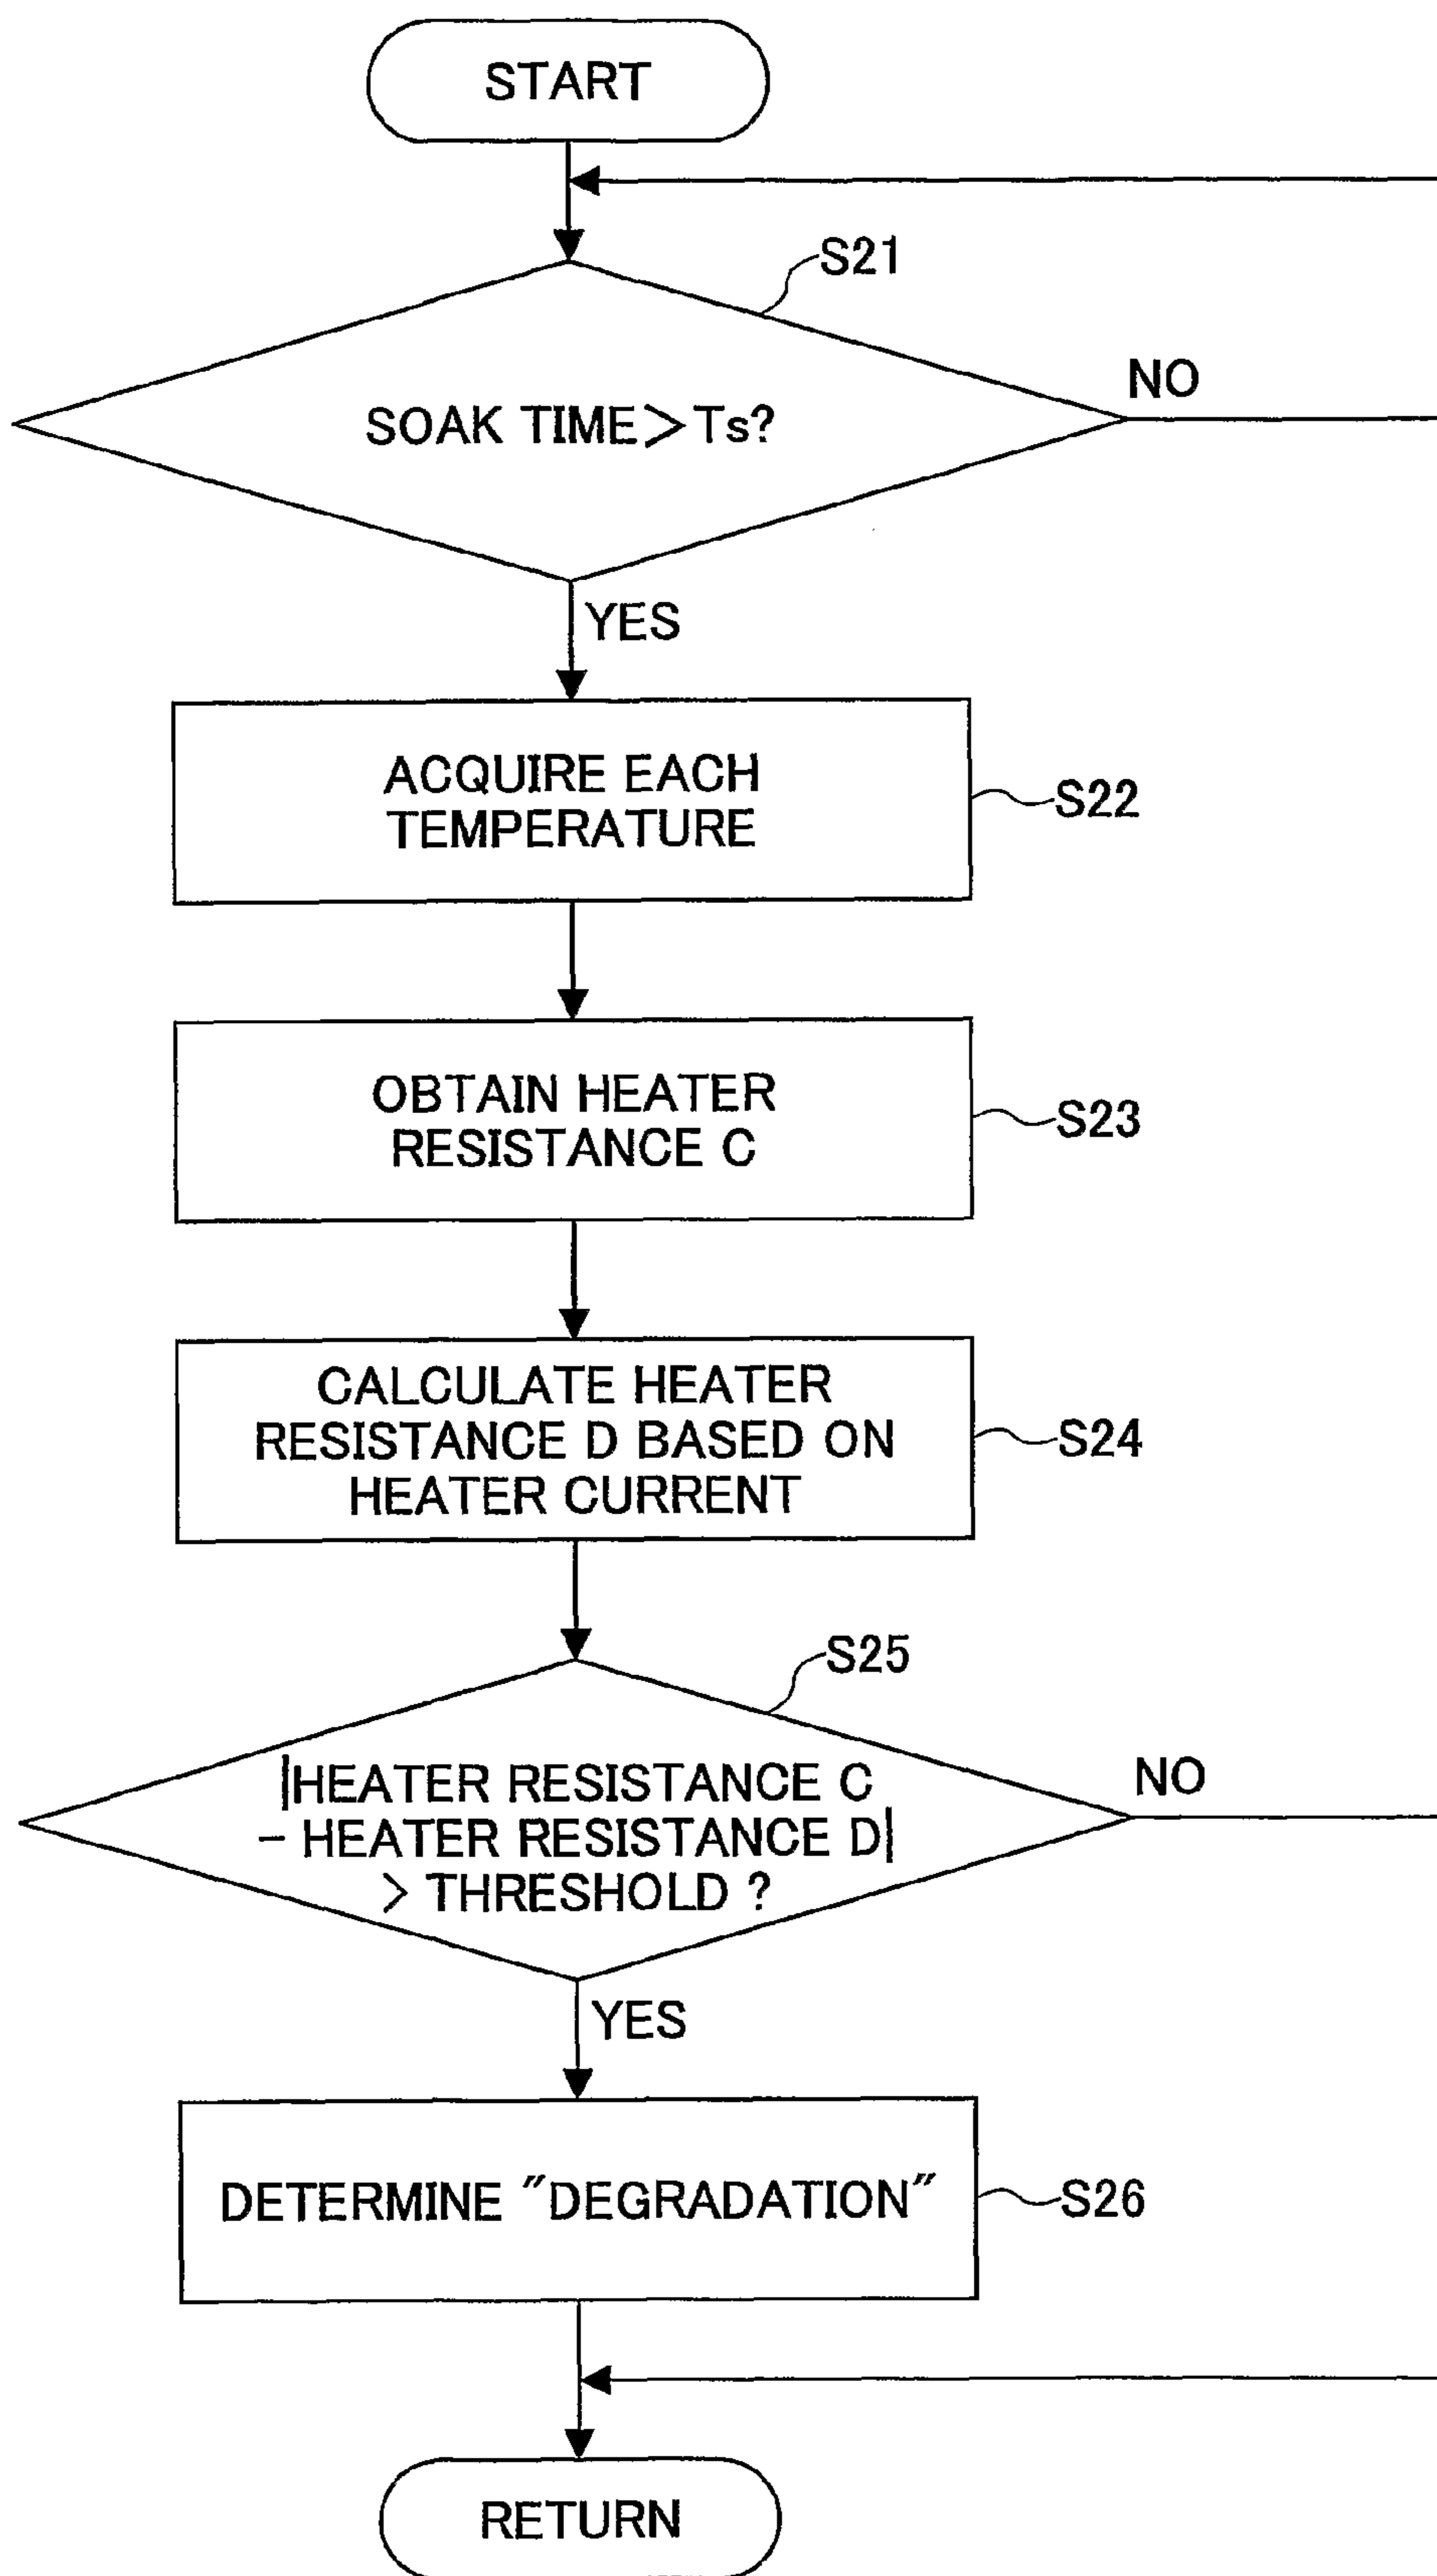 START
S21
SOAK TIME>Ts?
NO
YES
ACQUIRE EACH
TEMPERATURE
S22
OBTAIN HEATER
RESISTANCE C
S23
CALCULATE HEATER
RESISTANCE D BASED ON
HEATER CURRENT
S24
S25
|HEATER RESISTANCE C
- HEATER RESISTANCE D|
> THRESHOLD ?
NO
YES
DETERMINE "DEGRADATION"
S26
RETURN